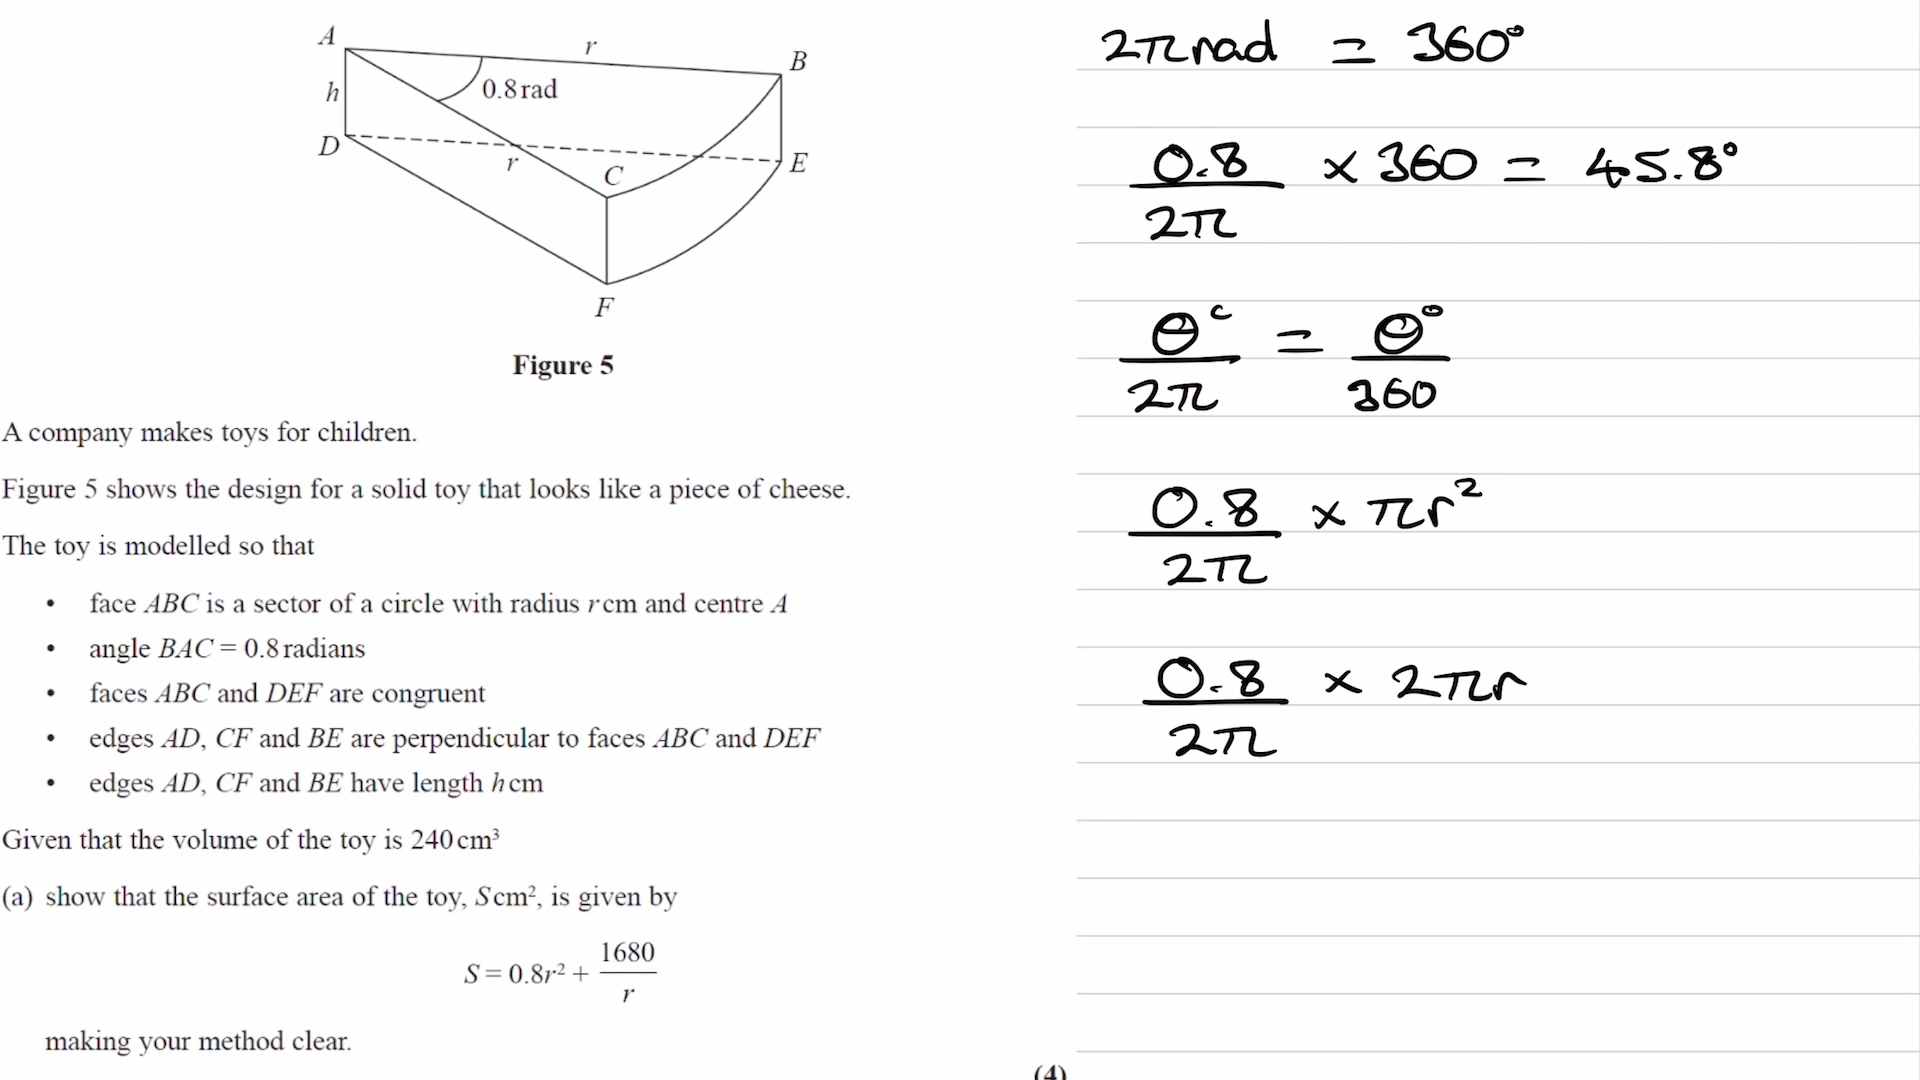 A
r
B
h
0.8 rad
D
r
C
E
F
Figure 5
A company makes toys for children.
Figure 5 shows the design for a solid toy that looks like a piece of cheese.
The toy is modelled so that
• face ABC is a sector of a circle with radius r cm and centre A
• angle BAC = 0.8 radians
• faces ABC and DEF are congruent
• edges AD, CF and BE are perpendicular to faces ABC and DEF
• edges AD, CF and BE have length h cm
Given that the volume of the toy is 240 cm³
(a) show that the surface area of the toy, S cm², is given by
S = 0.8r² + 1680/r
making your method clear.
(4)
2π rad = 360°
0.8/2π × 360 = 45.8°
θᶜ/2π = θ°/360
0.8/2π × πr²
0.8/2π × 2πr